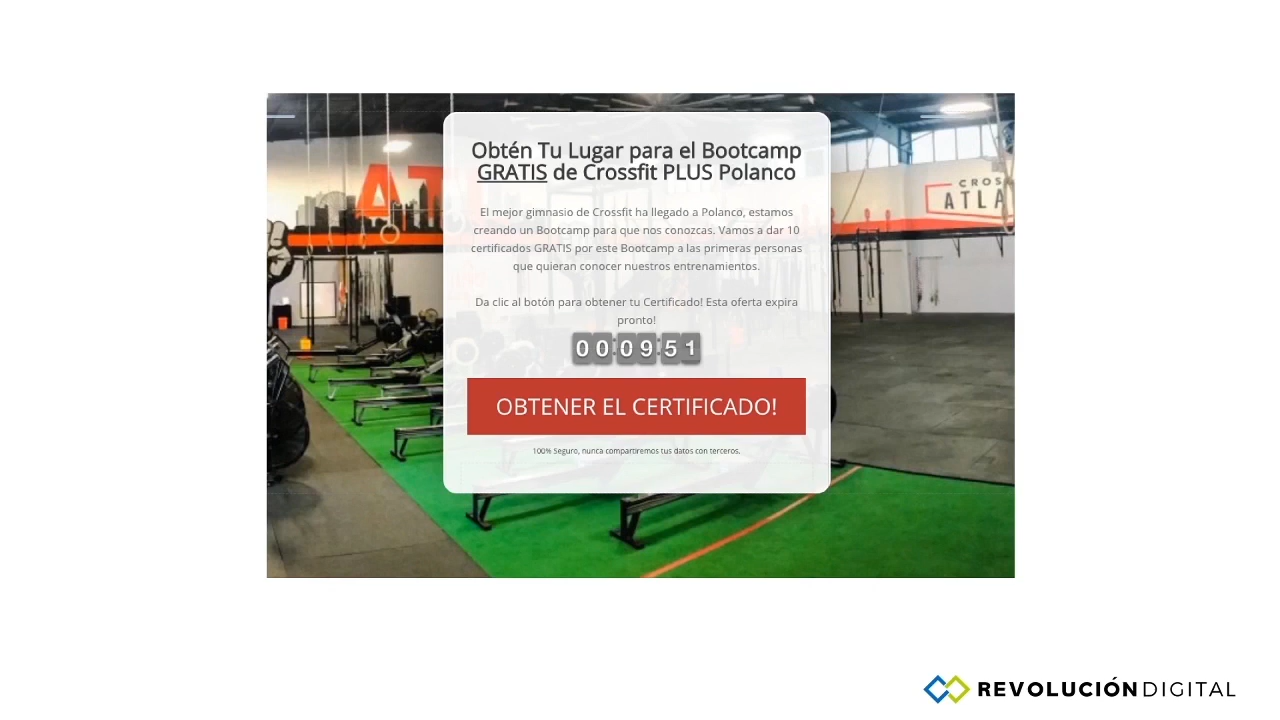 Obtén Tu Lugar para el Bootcamp
GRATIS de Crossfit PLUS Polanco
El mejor gimnasio de Crossfit ha llegado a Polanco, estamos
creando un Bootcamp para que nos conozcas. Vamos a dar 10
certificados GRATIS por este Bootcamp a las primeras personas
que quieran conocer nuestros entrenamientos.
Da clic al botón para obtener tu Certificado! Esta oferta expira
pronto!
00:09:51
OBTENER EL CERTIFICADO!
100% Seguro, nunca compartiremos tus datos con terceros.
AT
CROS
ATLA
REVOLUCIÓN DIGITAL